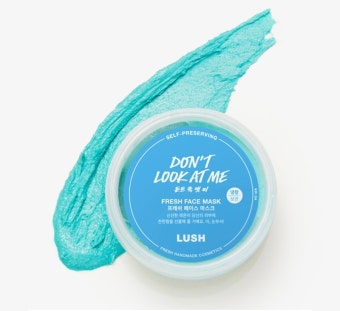 SELF-PRESERVING
DON'T
LOOK AT ME
돈트 룩 앳 미
FRESH FACE MASK
프레쉬 페이스 마스크
LUSH
FRESH HANDMADE COSMETICS